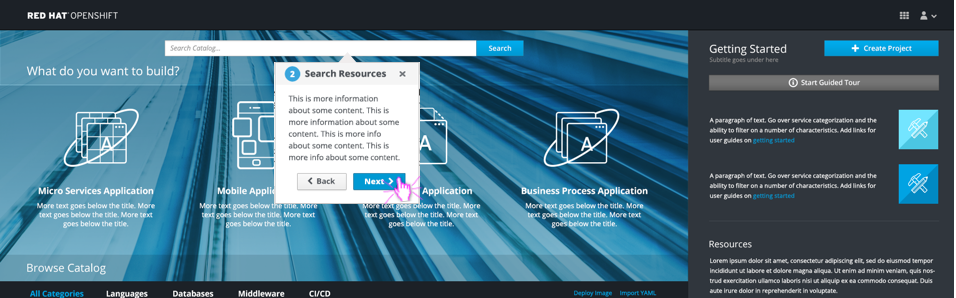 RED HAT OPENSHIFT
Search Catalog...
Search
What do you want to build?
2 Search Resources
This is more information
about some content. This is
more information about some
content. This is more info
about some content. This is
more info about some content.
Back
Next
A
A
A
A
Micro Services Application
More text goes below the title. More
text goes below the title. More text
goes below the title.
Mobile
More text goes below the title. More
text goes below the title. More text
goes below the title.
Application
More text goes below the title. More
text goes below the title. More text
goes below the title.
Business Process Application
More text goes below the title. More
text goes below the title. More text
goes below the title.
Browse Catalog
All Categories
Languages
Databases
Middleware
CI/CD
Deploy Image
Import YAML
Getting Started
Subtitle goes under here
Create Project
Start Guided Tour
A paragraph of text. Go over service categorization and the
ability to filter on a number of characteristics. Add links for
user guides on getting started
A paragraph of text. Go over service categorization and the
ability to filter on a number of characteristics. Add links for
user guides on getting started
Resources
Lorem ipsum dolor sit amet, consectetur adipiscing elit, sed do eiusmod tempor
incididunt ut labore et dolore magna aliqua. Ut enim ad minim veniam, quis nos-
trud exercitation ullamco laboris nisi ut aliquip ex ea commodo consequat. Duis
aute irure dolor in reprehenderit in voluptate.